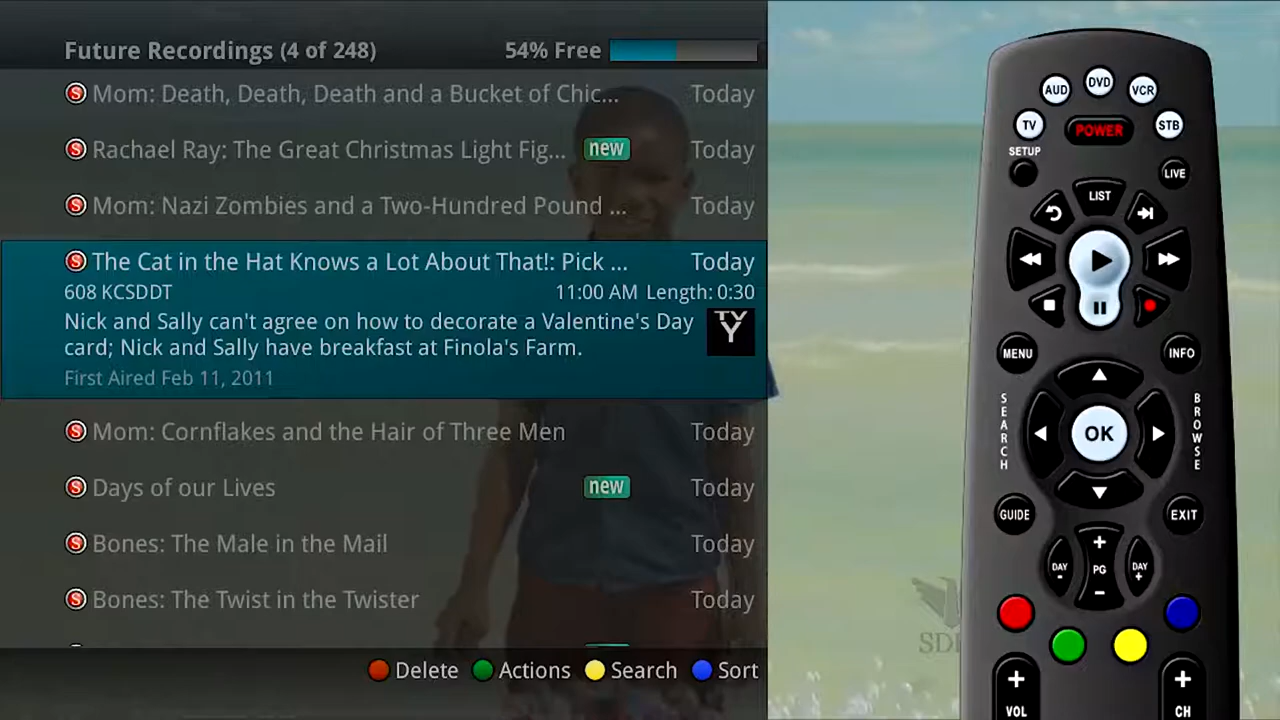 Future Recordings (4 of 248) 54% Free
S Mom: Death, Death, Death and a Bucket of Chic... Today
S Rachael Ray: The Great Christmas Light Fig... new Today
S Mom: Nazi Zombies and a Two-Hundred Pound ... Today
S The Cat in the Hat Knows a Lot About That!: Pick ... Today
608 KCSDDT 11:00 AM Length: 0:30
Nick and Sally can't agree on how to decorate a Valentine's Day
card; Nick and Sally have breakfast at Finola's Farm.
TV Y
First Aired Feb 11, 2011
S Mom: Cornflakes and the Hair of Three Men Today
S Days of our Lives new Today
S Bones: The Male in the Mail Today
S Bones: The Twist in the Twister Today
Delete Actions Search Sort
AUD DVD VCR
TV POWER STB
SETUP
LIVE
LIST
MENU INFO
SEARCH OK BROWSE
GUIDE EXIT
+
DAY - PG DAY +
-
+ +
VOL CH